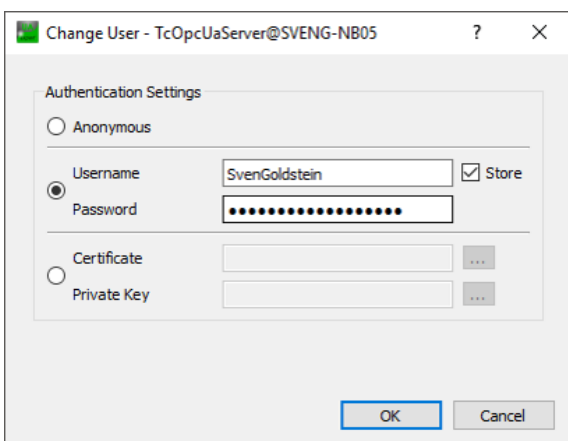 Change User - TcOpcUaServer@SVENG-NB05 ?
Authentication Settings
Anonymous
Username SvenGoldstein Store
Password ●●●●●●●●●●●●●●●●●●
Certificate ...
Private Key ...
OK Cancel